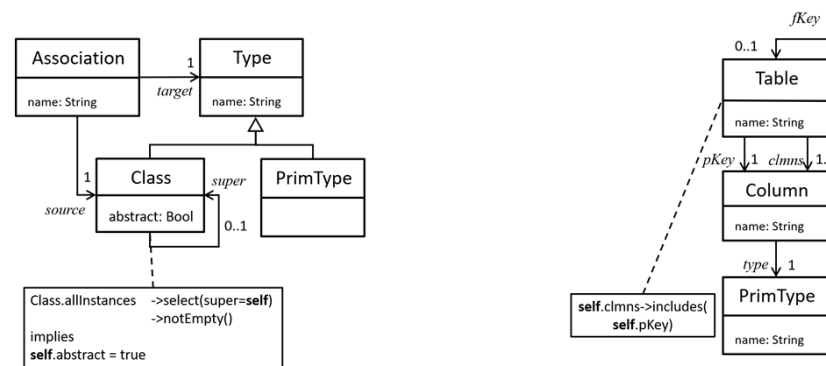 Association
name: String
1
target
Type
name: String
1
source
Class
abstract: Bool
super
0..1
PrimType
Class.allInstances ->select(super=self)
->notEmpty()
implies
self.abstract = true
fKey
0..1
Table
name: String
pKey 1 clmns 1..
Column
name: String
type 1
PrimType
name: String
self.clmns->includes(
self.pKey)